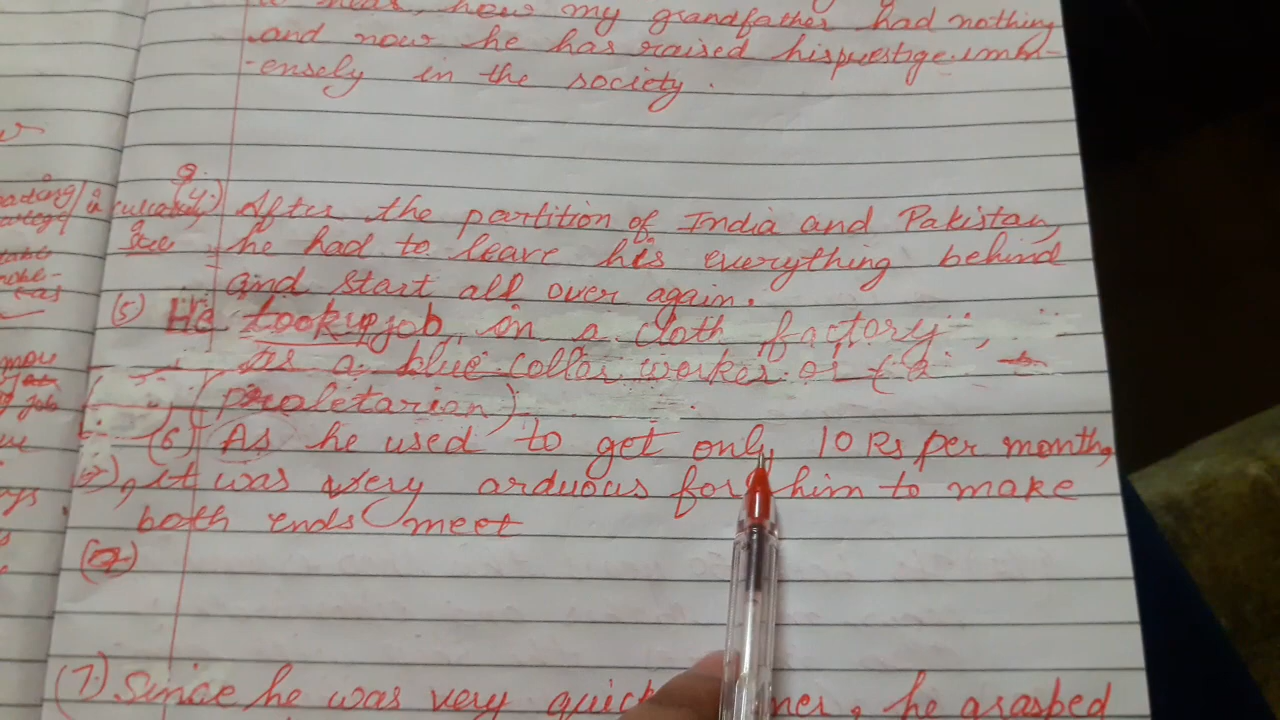 how my grandfather had nothing
and now he has raised his prestige imm-
-ensely in the society.
(4.) After the partition of India and Pakistan,
he had to leave his everything behind
and start all over again.
(5) He took up job in a cloth factory,
as a blue collar worker or (a
(proletarian)
(6) As he used to get only 10 Rs per month,
, it was very arduous for him to make
both ends meet
(7.) Since he was very quick he grasped